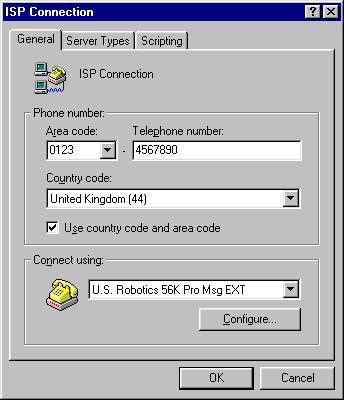 ISP Connection
General Server Types Scripting
ISP Connection
Phone number:
Area code: Telephone number:
0123 - 4567890
Country code:
United Kingdom (44)
Use country code and area code
Connect using:
U.S. Robotics 56K Pro Msg EXT
Configure...
OK Cancel